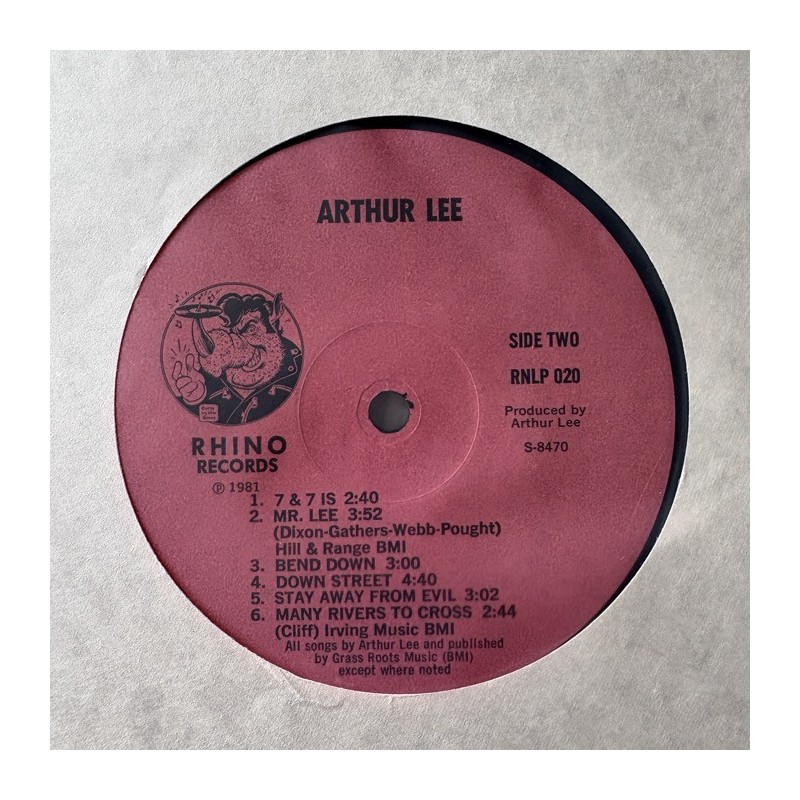 ARTHUR LEE
SIDE TWO
RNLP 020
Produced by
Arthur Lee
S-8470
RHINO
RECORDS
℗ 1981
1. 7 & 7 IS 2:40
2. MR. LEE 3:52
(Dixon-Gathers-Webb-Pought)
Hill & Range BMI
3. BEND DOWN 3:00
4. DOWN STREET 4:40
5. STAY AWAY FROM EVIL 3:02
6. MANY RIVERS TO CROSS 2:44
(Cliff) Irving Music BMI
All songs by Arthur Lee and published
by Grass Roots Music (BMI)
except where noted